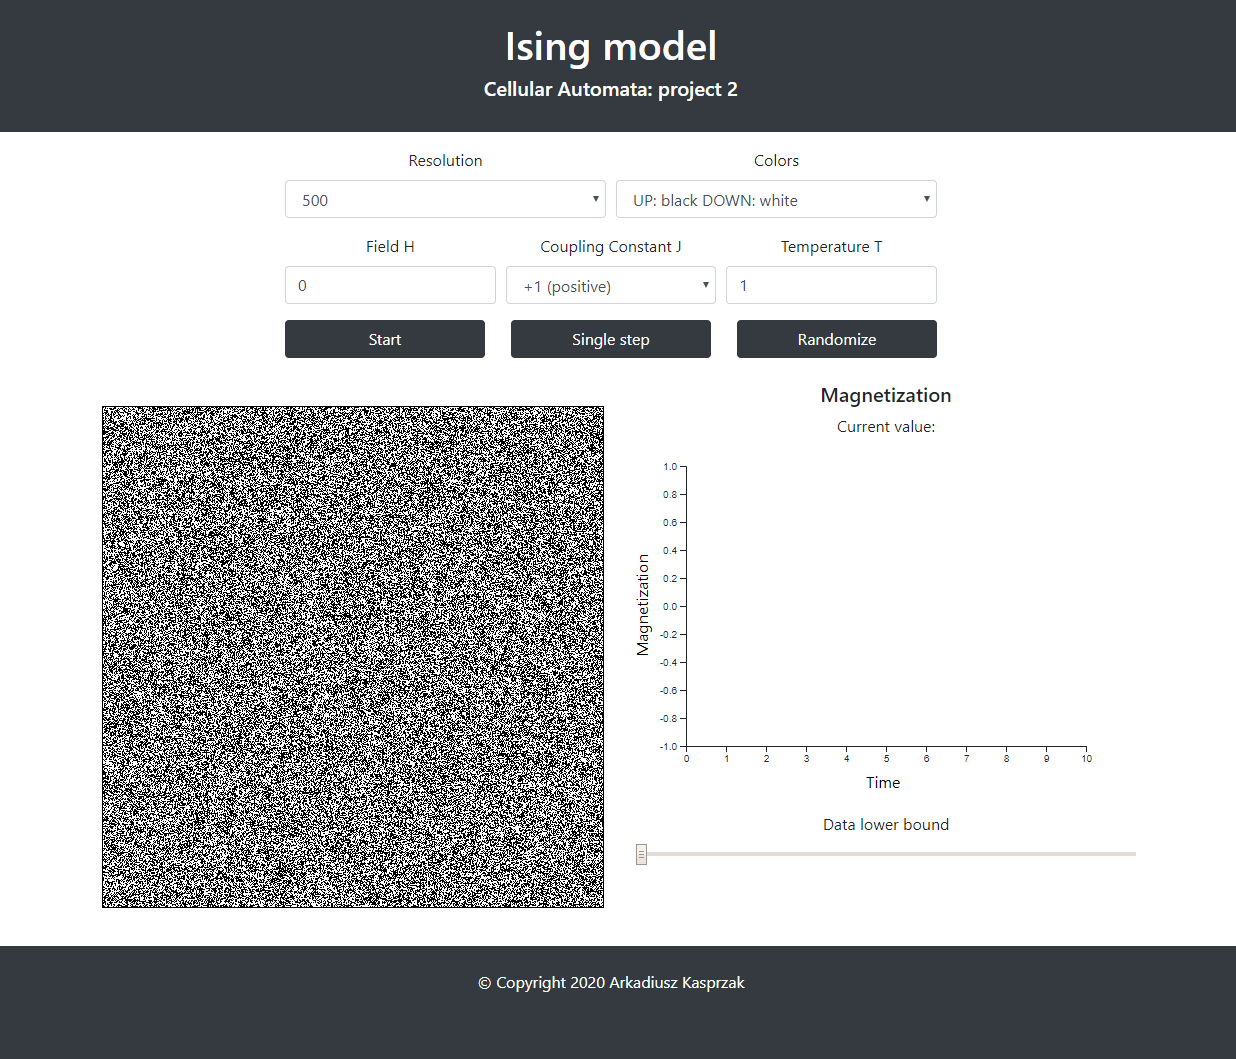 Ising model
Cellular Automata: project 2
Resolution
Colors
500
UP: black DOWN: white
Field H
Coupling Constant J
Temperature T
0
+1 (positive)
1
Start
Single step
Randomize
Magnetization
Current value:
1.0
0.8
0.6
0.4
0.2
0.0
-0.2
-0.4
-0.6
-0.8
-1.0
Magnetization
0 1 2 3 4 5 6 7 8 9 10
Time
Data lower bound
© Copyright 2020 Arkadiusz Kasprzak